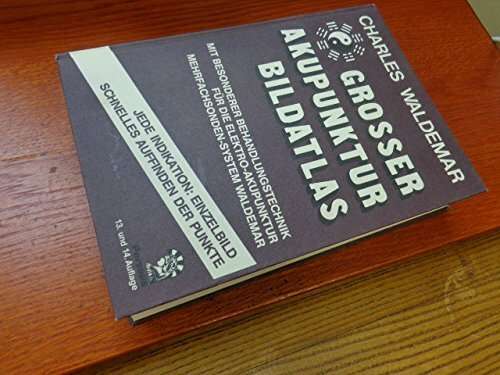 CHARLES WALDEMAR
GROSSER
AKUPUNKTUR
BILDATLAS
MIT BESONDERER BEHANDLUNGSTECHNIK
FÜR DIE ELEKTRO-AKUPUNKTUR
MEHRFACHSONDEN-SYSTEM WALDEMAR
JEDE INDIKATION: EINZELBILD
SCHNELLES AUFFINDEN DER PUNKTE
13. und 14. Auflage